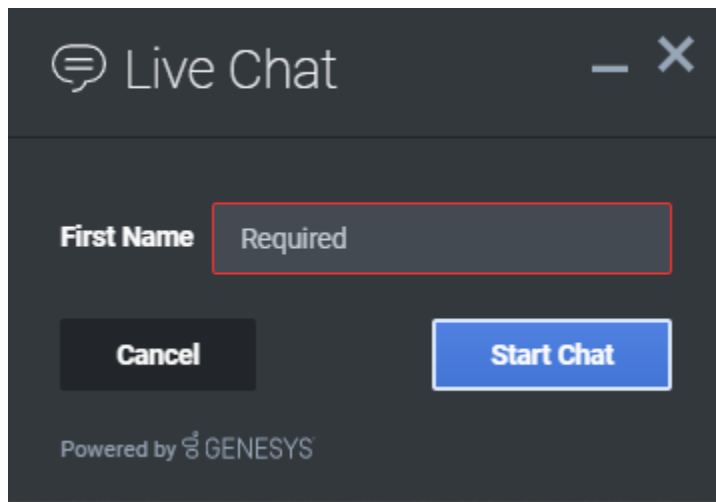 Live Chat
First Name Required
Cancel Start Chat
Powered by GENESYS